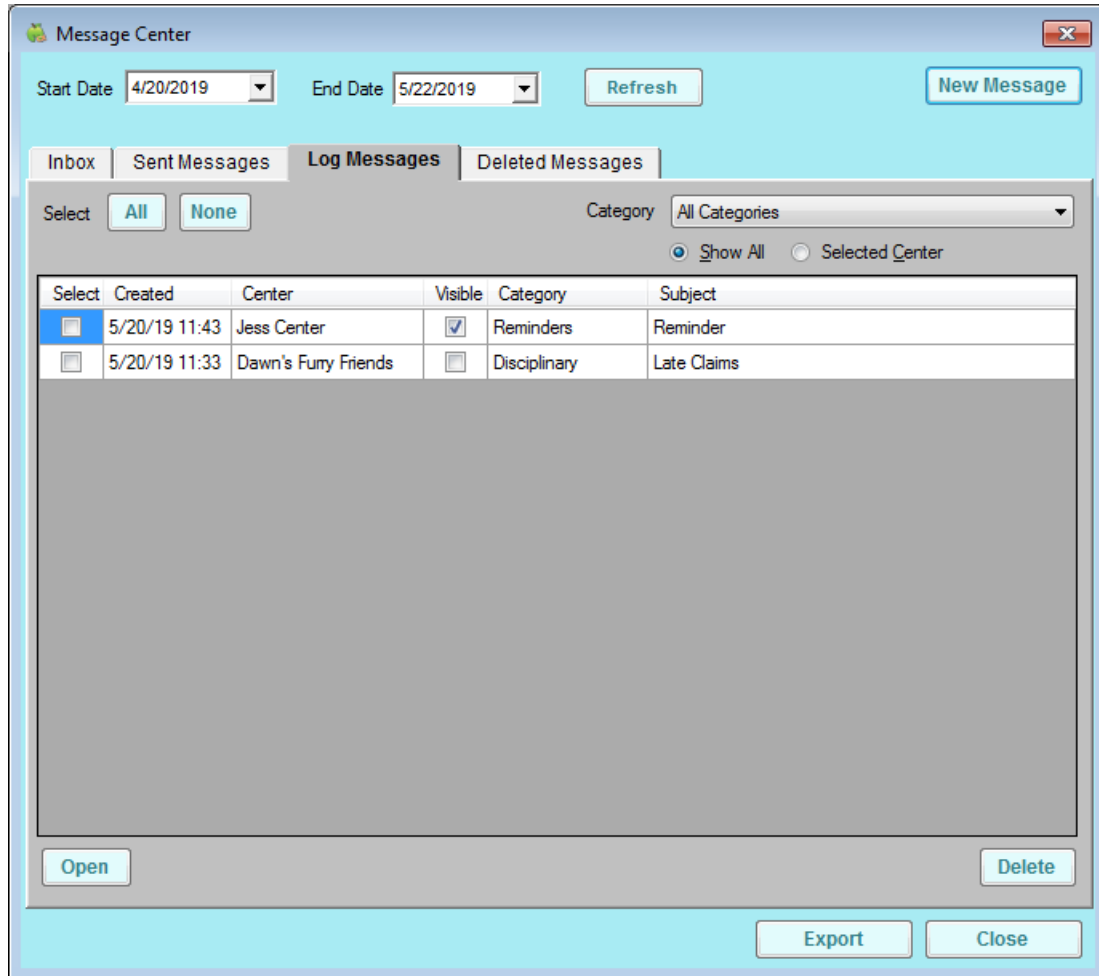 Message Center
Start Date 4/20/2019 End Date 5/22/2019 Refresh New Message
Inbox Sent Messages Log Messages Deleted Messages
Select All None Category All Categories
Show All Selected Center
Select Created Center Visible Category Subject
5/20/19 11:43 Jess Center Reminders Reminder
5/20/19 11:33 Dawn's Furry Friends Disciplinary Late Claims
Open Delete
Export Close